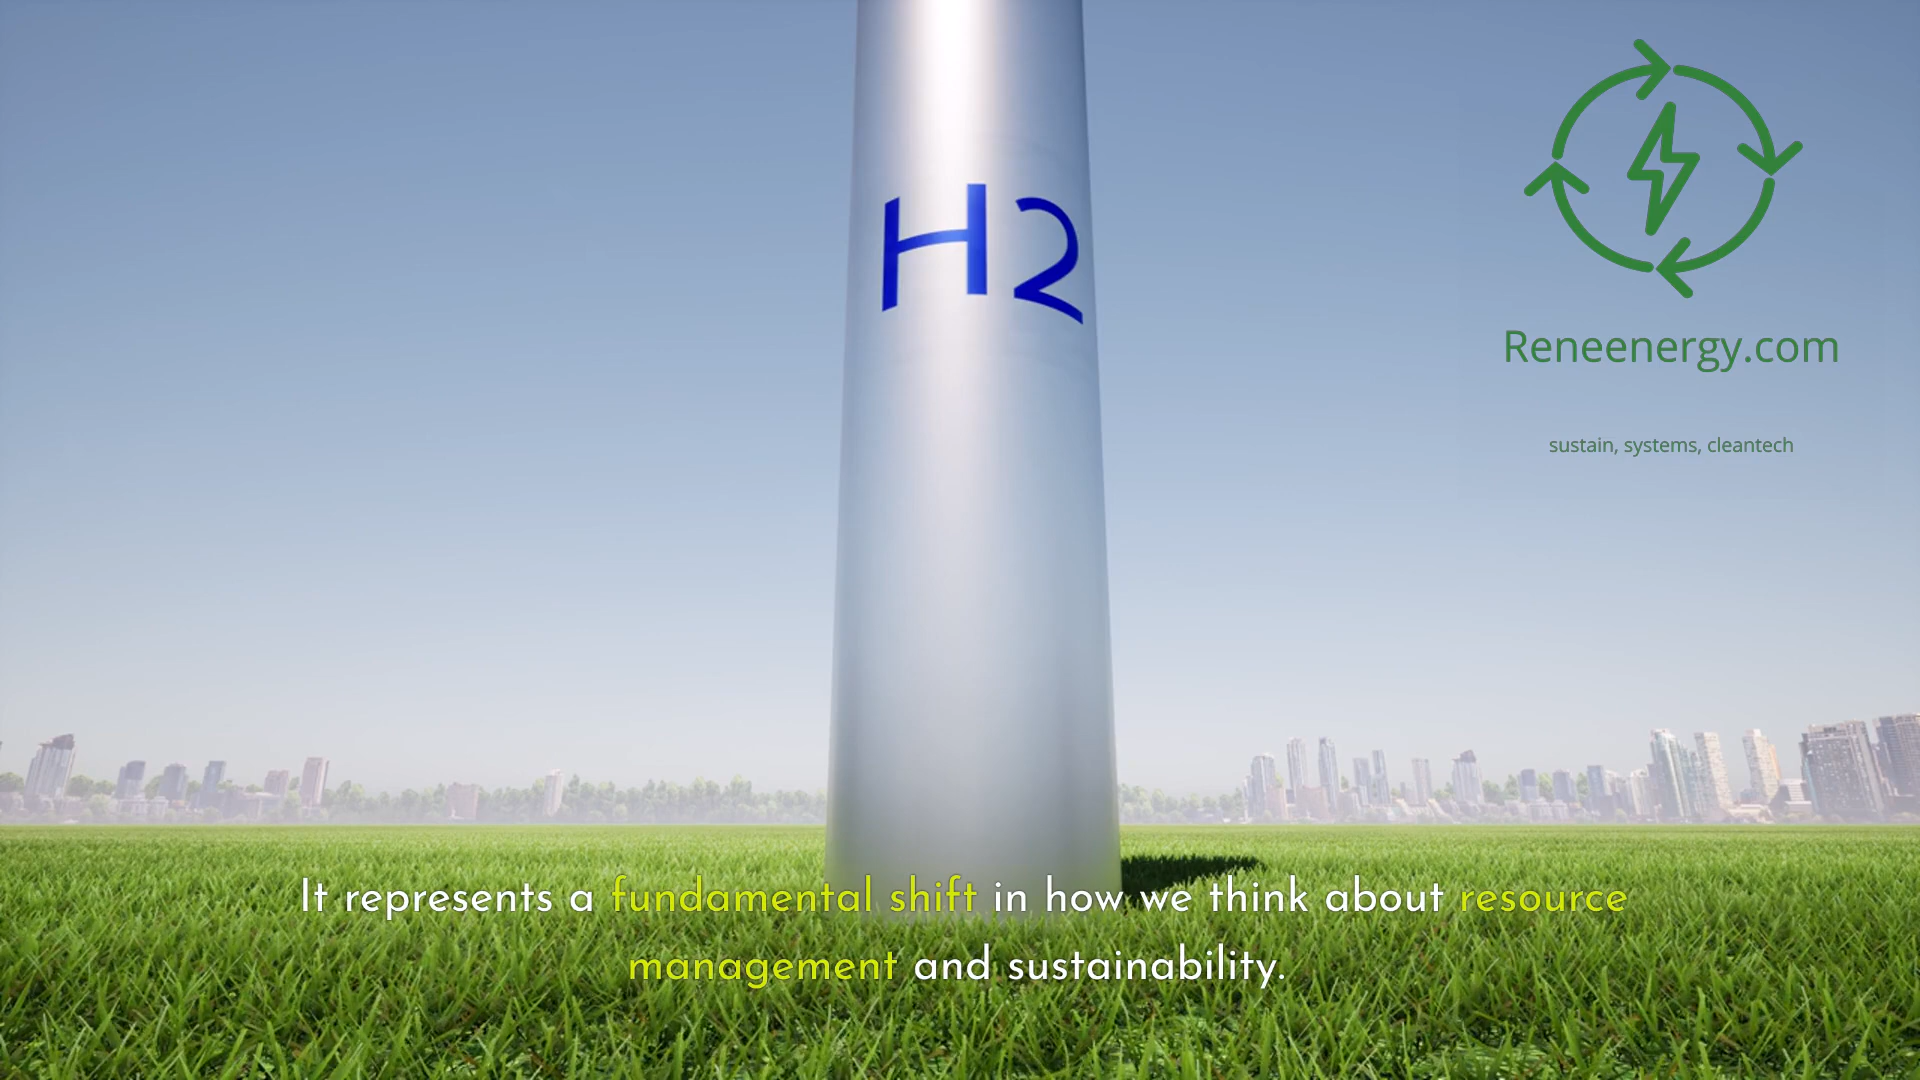 H2
Reneenergy.com
sustain, systems, cleantech
It represents a fundamental shift in how we think about resource
management and sustainability.